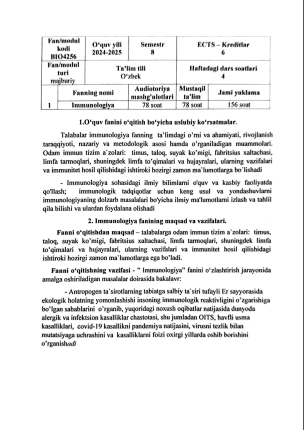 Fan/modul kodi BIO4256
O‘quv yili 2024-2025
Semestr 8
ECTS – Kreditlar 6
Fan/modul turi majburiy
Ta’lim tili O‘zbek
Haftadagi dars soatlari 4
Fanning nomi
Auditoriya mashg‘ulotlari
Mustaqil ta’lim
Jami yuklama
1 Immunologiya 78 soat 78 soat 156 soat
1.O‘quv fanini o‘qitish bo‘yicha uslubiy ko‘rsatmalar.
Talabalar immunologiya fanning ta’limdagi o‘rni va ahamiyati, rivojlanish
taraqqiyoti, nazariy va metodologik asosi hamda o‘rganiladigan muammolari.
Odam immun tizim a’zolari: timus, taloq, suyak ko‘migi, fabritsius xaltachasi,
limfa tarmoqlari, shuningdek limfa to‘qimalari va hujayralari, ularning vazifalari
va immunitet hosil qilishidagi ishtiroki hozirgi zamon ma’lumotlarga bo‘lishadi
- Immunologiya sohasidagi ilmiy bilimlarni o‘quv va kasbiy faoliyatda
qo‘llash; immunologik tadqiqotlar uchun keng usul va yondashuvlarni
immunologiyaning dolzarb masalalari bo‘yicha ilmiy ma’lumotlarni izlash va tahlil
qila bilishi va ulardan foydalana olishadi
2. Immunologiya fanining maqsad va vazifalari.
Fanni o‘qitishdan maqsad – talabalarga odam immun tizim a’zolari: timus,
taloq, suyak ko‘migi, fabritsius xaltachasi, limfa tarmoqlari, shuningdek limfa
to‘qimalari va hujayralari, ularning vazifalari va immunitet hosil qilishidagi
ishtiroki hozirgi zamon ma’lumotlarga ega bo‘ladi.
Fanni o‘qitishning vazifasi - " Immunologiya" fanini o‘zlashtirish jarayonida
amalga oshiriladigan masalalar doirasida bakalavr:
- Antropogen ta’sirotlarning tabiatga salbiy ta’siri tufayli Er sayyorasida
ekologik holatning yomonlashishi insoning immunologik reaktivligini o‘zgarishiga
bo‘lgan sabablarini o‘rganib, yuqoridagi noxush oqibatlar natijasida dunyoda
alergik va infektsion kasalliklar chastotasi, shu jumladan OITS, havfli usma
kasalliklari, covid-19 kasallikni pandemiya natijasini, virusni tezlik bilan
mutatsiyaga uchrashini va kasalliklarni foizi oxirgi yillarda oshib borishini
o‘rganishadi